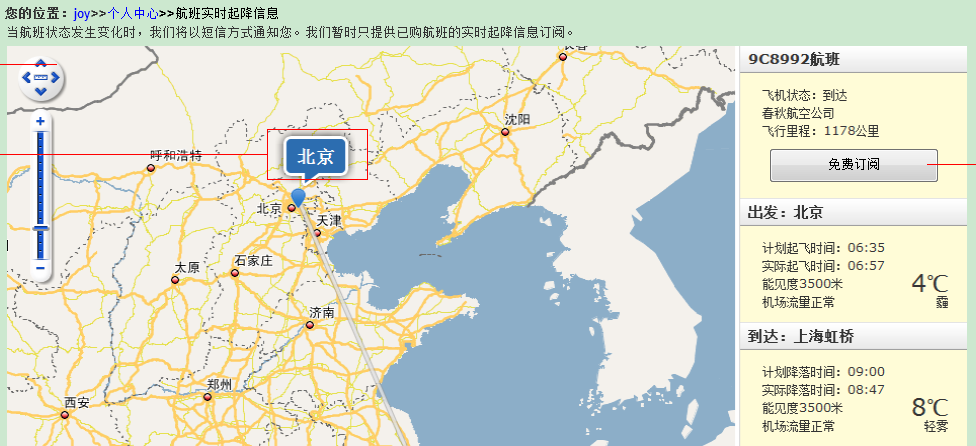 您的位置：joy>>个人中心>>航班实时起降信息
当航班状态发生变化时，我们将以短信方式通知您。我们暂时只提供已购航班的实时起降信息订阅。
沈阳
呼和浩特
北京
北京
天津
石家庄
太原
济南
郑州
西安
9C8992航班
飞机状态：到达
春秋航空公司
飞行里程：1178公里
免费订阅
出发：北京
计划起飞时间：06:35
实际起飞时间：06:57
能见度3500米
4℃
机场流量正常
霾
到达：上海虹桥
计划降落时间：09:00
实际降落时间：08:47
能见度3500米
8℃
机场流量正常
轻雾